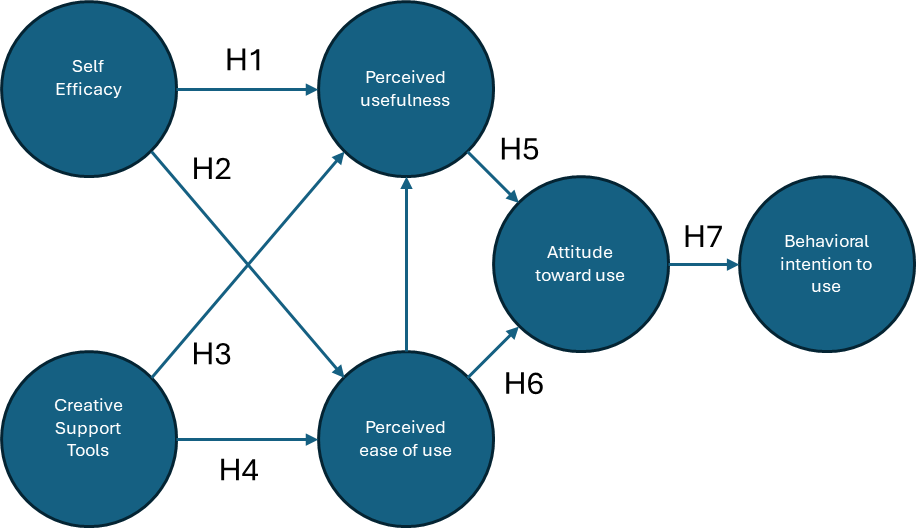 Self
Efficacy
H1
Perceived
usefulness
H2
H5
Attitude
toward use
H7
Behavioral
intention to
use
H3
Creative
Support
Tools
H4
Perceived
ease of use
H6